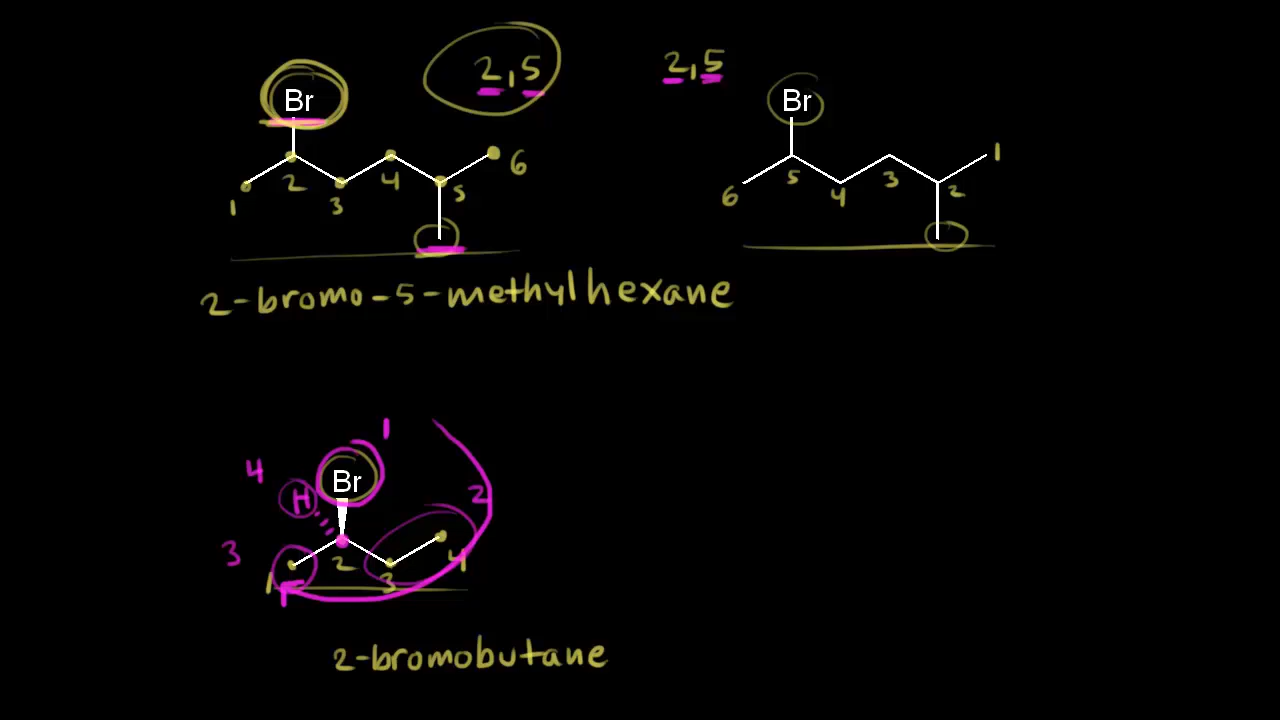 2,5
2,5
Br
Br
1 2 3 4 5 6
6 5 4 3 2 1
2-bromo-5-methylhexane
1
4
Br
H
2
3
1 2 3 4
2-bromobutane